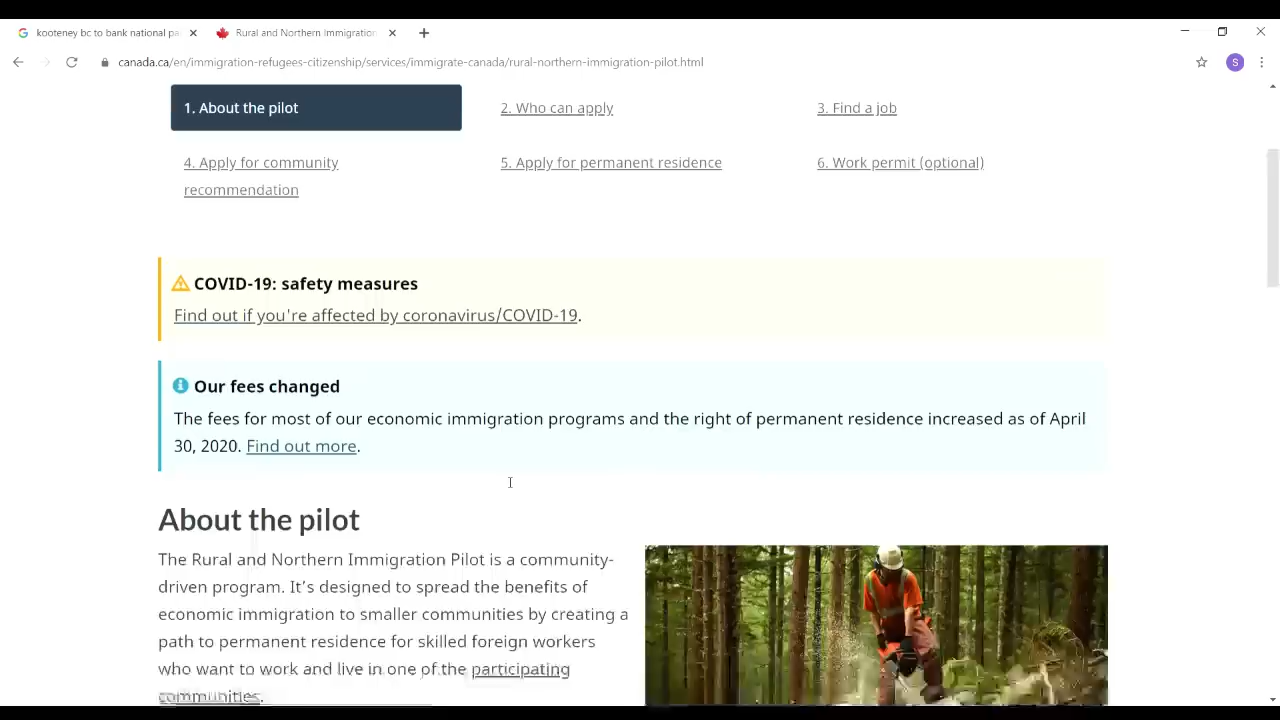 kooteney bc to bank national pa
Rural and Northern Immigration
canada.ca/en/immigration-refugees-citizenship/services/immigrate-canada/rural-northern-immigration-pilot.html
S
1. About the pilot
2. Who can apply
3. Find a job
4. Apply for community
recommendation
5. Apply for permanent residence
6. Work permit (optional)
COVID-19: safety measures
Find out if you're affected by coronavirus/COVID-19.
Our fees changed
The fees for most of our economic immigration programs and the right of permanent residence increased as of April
30, 2020. Find out more.
About the pilot
The Rural and Northern Immigration Pilot is a community-
driven program. It’s designed to spread the benefits of
economic immigration to smaller communities by creating a
path to permanent residence for skilled foreign workers
who want to work and live in one of the participating
communities.